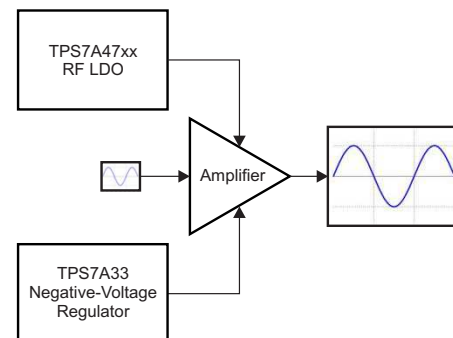 TPS7A47xx
RF LDO
Amplifier
TPS7A33
Negative-Voltage
Regulator